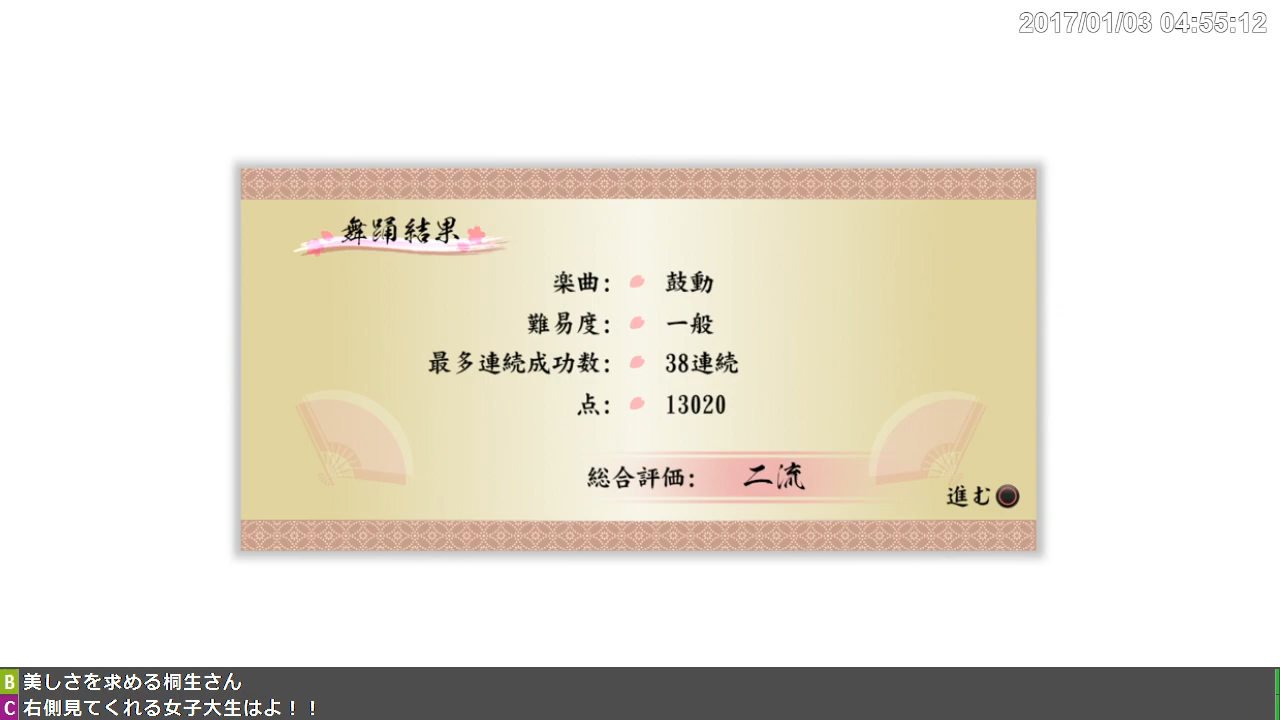 2017/01/03 04:55:12
舞踊結果
楽曲: 鼓動
難易度: 一般
最多連続成功数: 38連続
点: 13020
総合評価: 二流
進む
B 美しさを求める桐生さん
C 右側見てくれる女子大生はよ！！